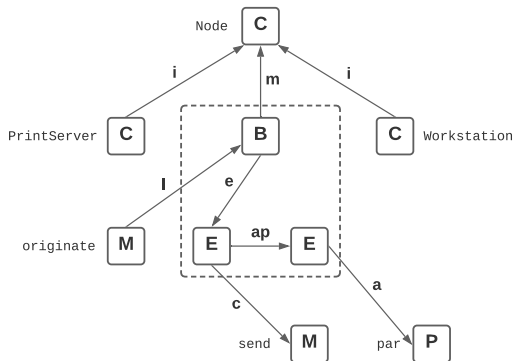 Node C
i m i
PrintServer C B C Workstation
l e
originate M E ap E
c a
send M par P